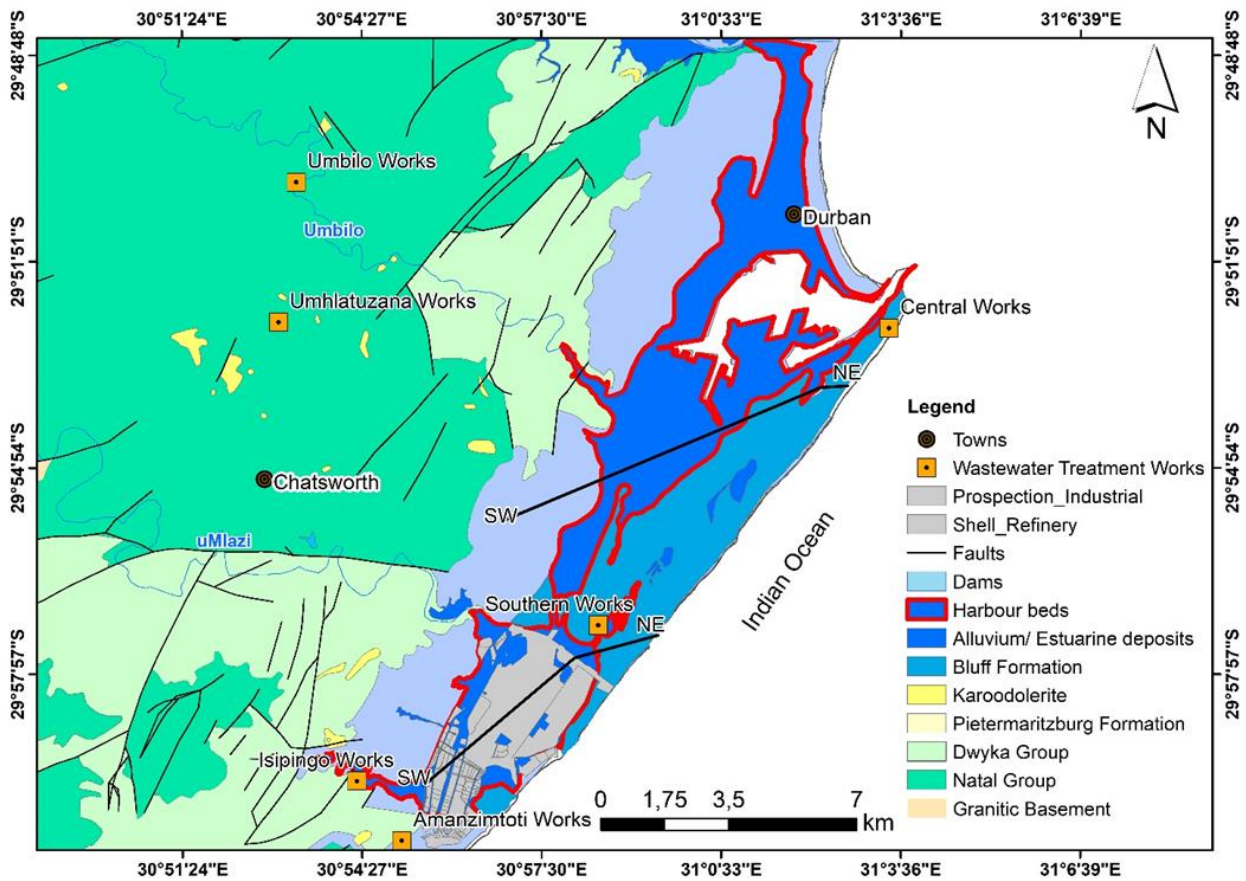 30°51'24"E 30°54'27"E 30°57'30"E 31°0'33"E 31°3'36"E 31°6'39"E
29°48'48"S
29°48'48"S
N
Umbilo Works
Durban
Umbilo
29°51'51"S
29°51'51"S
Umhlatuzana Works
Central Works
NE
Legend
Towns
Wastewater Treatment Works
Prospection_Industrial
Shell_Refinery
Faults
Dams
Harbour beds
Alluvium/ Estuarine deposits
Bluff Formation
Karoodolerite
Pietermaritzburg Formation
Dwyka Group
Natal Group
Granitic Basement
29°54'54"S
29°54'54"S
Chatsworth
SW
uMlazi
Indian Ocean
Southern Works
NE
29°57'57"S
29°57'57"S
Isipingo Works
SW
Amanzimtoti Works
0 1,75 3,5 7
km
30°51'24"E 30°54'27"E 30°57'30"E 31°0'33"E 31°3'36"E 31°6'39"E